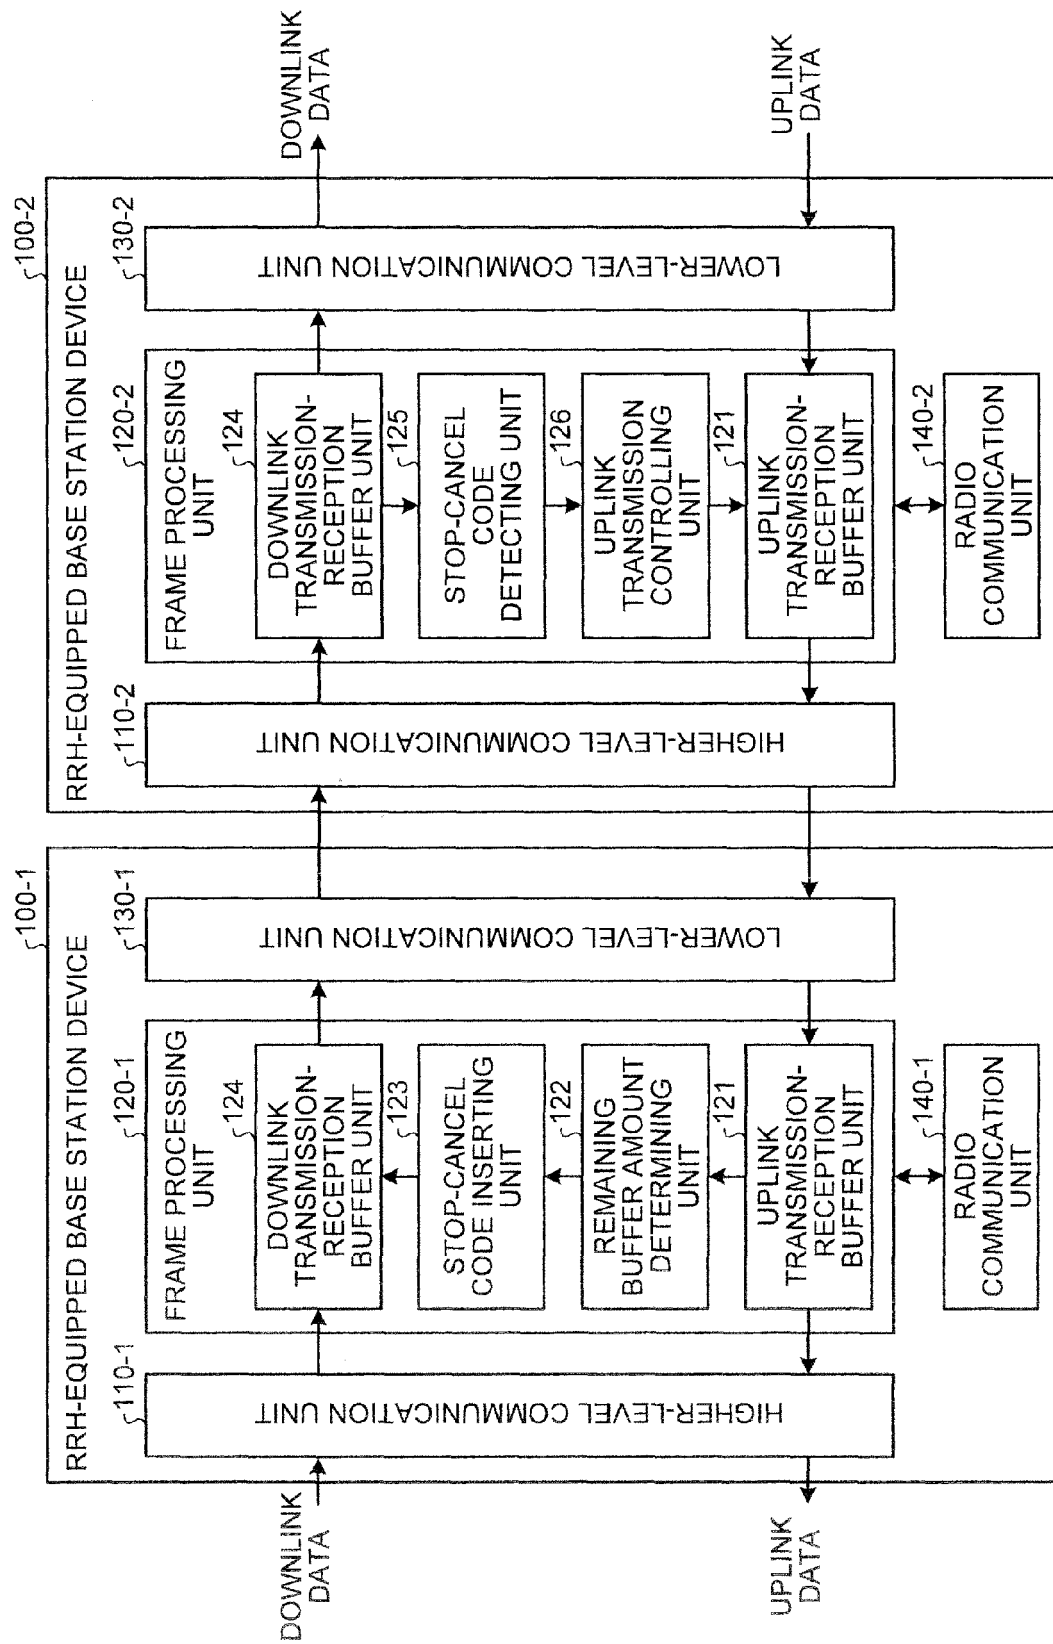 100-1
RRH-EQUIPPED BASE STATION DEVICE
110-1
HIGHER-LEVEL COMMUNICATION UNIT
120-1
FRAME PROCESSING
UNIT
124
DOWNLINK
TRANSMISSION-
RECEPTION
BUFFER UNIT
123
STOP-CANCEL
CODE INSERTING
UNIT
122
REMAINING
BUFFER AMOUNT
DETERMINING
UNIT
121
UPLINK
TRANSMISSION-
RECEPTION
BUFFER UNIT
130-1
LOWER-LEVEL COMMUNICATION UNIT
140-1
RADIO
COMMUNICATION
UNIT
DOWNLINK
DATA
UPLINK
DATA
100-2
RRH-EQUIPPED BASE STATION DEVICE
110-2
HIGHER-LEVEL COMMUNICATION UNIT
120-2
FRAME PROCESSING
UNIT
124
DOWNLINK
TRANSMISSION-
RECEPTION
BUFFER UNIT
125
STOP-CANCEL
CODE
DETECTING UNIT
126
UPLINK
TRANSMISSION
CONTROLLING
UNIT
121
UPLINK
TRANSMISSION-
RECEPTION
BUFFER UNIT
130-2
LOWER-LEVEL COMMUNICATION UNIT
140-2
RADIO
COMMUNICATION
UNIT
DOWNLINK
DATA
UPLINK
DATA